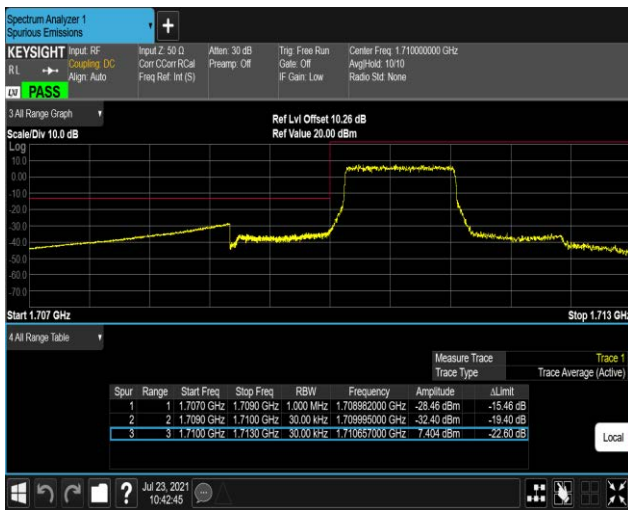 Spectrum Analyzer 1
Spurious Emissions
+
KEYSIGHT Input: RF Input Z: 50 Ω Atten: 30 dB Trig: Free Run Center Freq: 1.710000000 GHz
Coupling: DC Corr CCorr RCal Preamp: Off Gate: Off Avg|Hold: 10/10
RL Align: Auto Freq Ref: Int (S) IF Gain: Low Radio Std: None
LXI PASS
3 All Range Graph
Ref Lvl Offset 10.26 dB
Scale/Div 10.0 dB Ref Value 20.00 dBm
Log
10.0
0.00
-10.0
-20.0
-30.0
-40.0
-50.0
-60.0
-70.0
Start 1.707 GHz Stop 1.713 GHz
4 All Range Table
Measure Trace Trace 1
Trace Type Trace Average (Active)
Spur Range Start Freq Stop Freq RBW Frequency Amplitude ΔLimit
1 1 1.7070 GHz 1.7090 GHz 1.000 MHz 1.708982000 GHz -28.46 dBm -15.46 dB
2 2 1.7090 GHz 1.7100 GHz 30.00 kHz 1.709995000 GHz -32.40 dBm -19.40 dB
3 3 1.7100 GHz 1.7130 GHz 30.00 kHz 1.710657000 GHz 7.404 dBm -22.60 dB
Local
? Jul 23, 2021
10:42:45